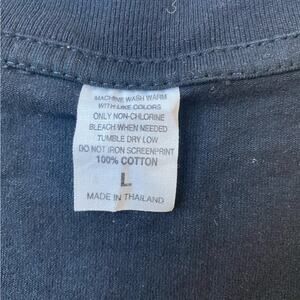 MACHINE WASH WARM
WITH LIKE COLORS
ONLY NON-CHLORINE
BLEACH WHEN NEEDED
TUMBLE DRY LOW
DO NOT IRON SCREENPRINT
100% COTTON
L
MADE IN THAILAND